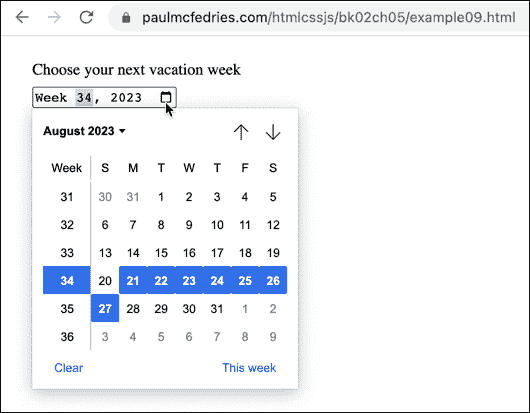 paulmcfedries.com/htmlcssjs/bk02ch05/example09.html
Choose your next vacation week
Week 34, 2023
August 2023
Week S M T W T F S
31 30 31 1 2 3 4 5
32 6 7 8 9 10 11 12
33 13 14 15 16 17 18 19
34 20 21 22 23 24 25 26
35 27 28 29 30 31 1 2
36 3 4 5 6 7 8 9
Clear This week